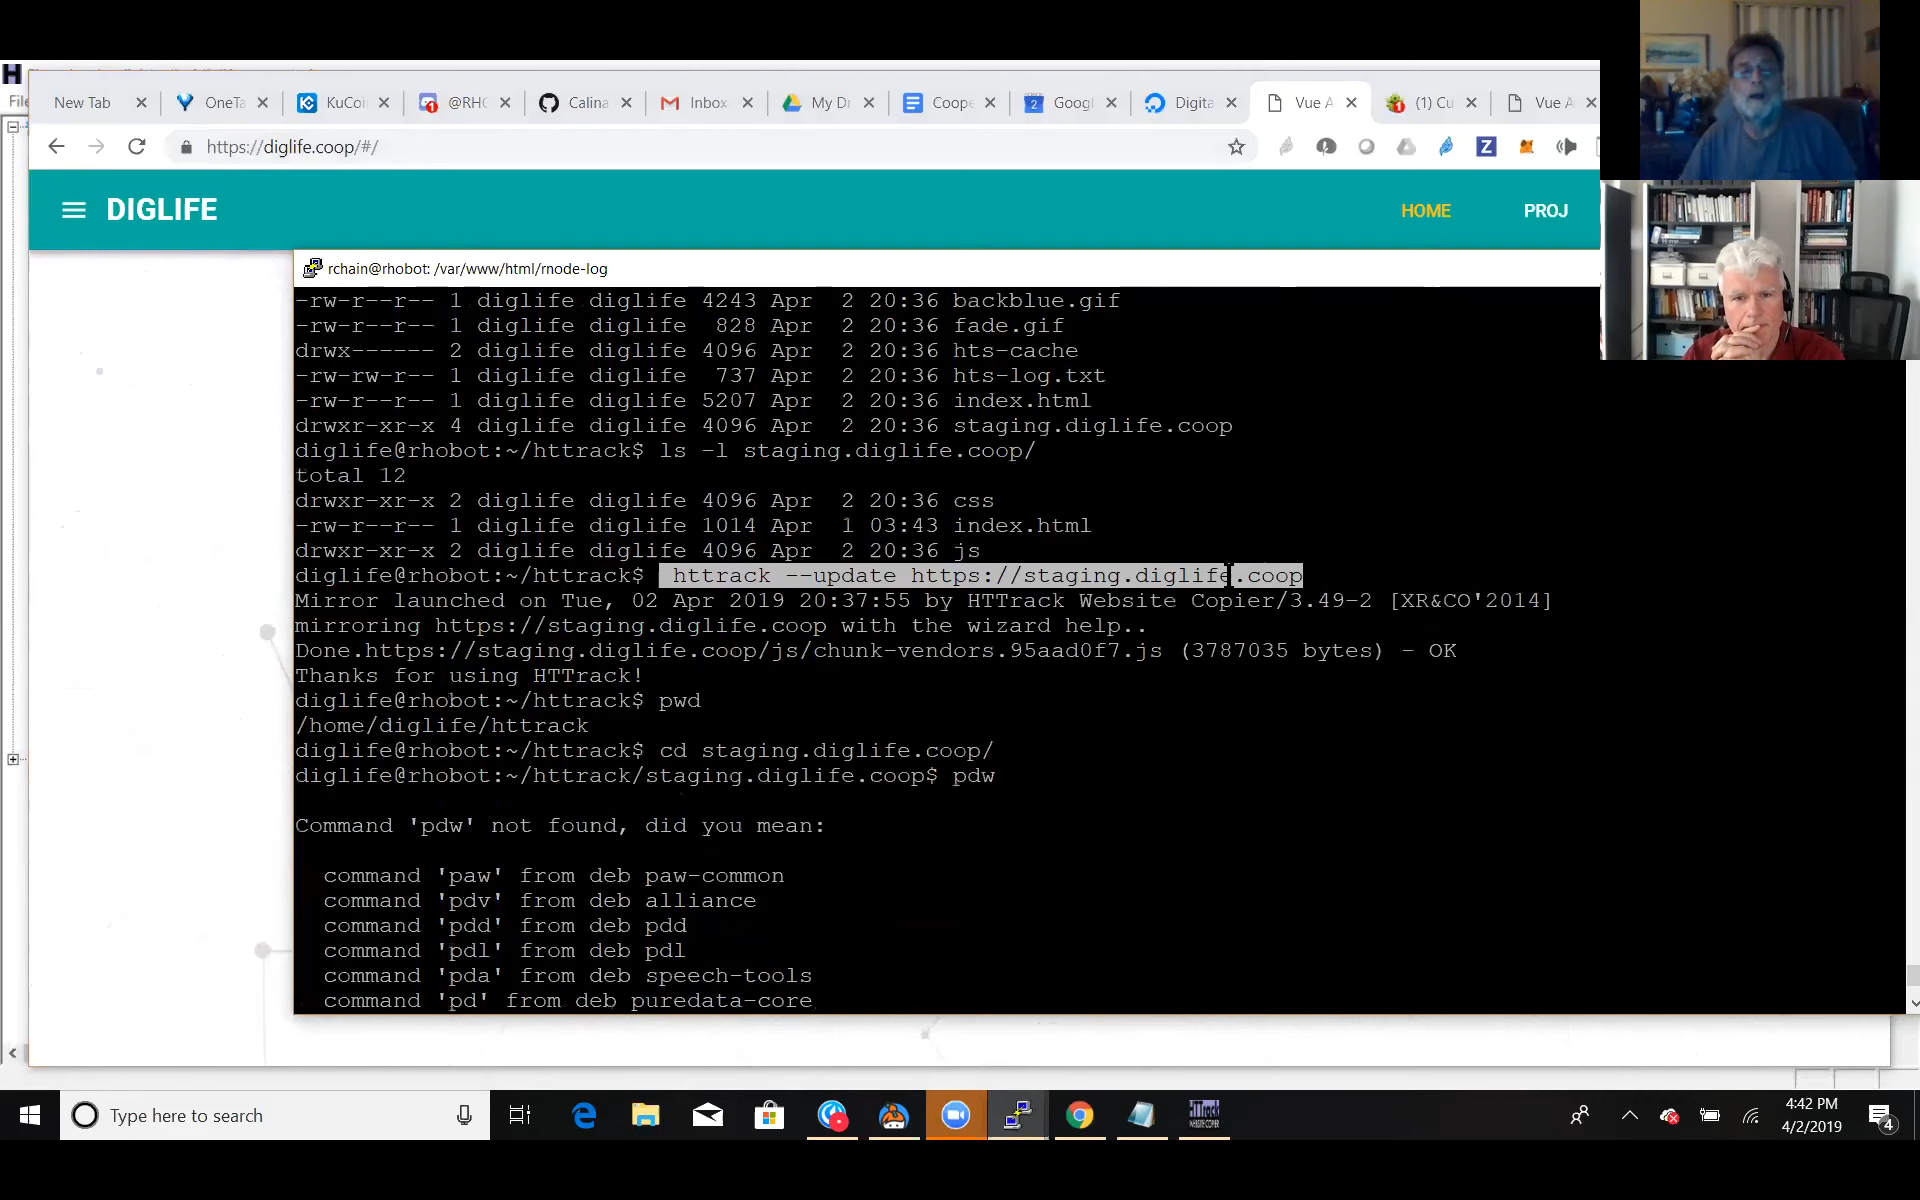 H
New Tab
OneTa
KuCoi
@RHC
Calina
Inbox
My Dr
Coope
2
Googl
Digita
Vue A
(1) Cu
Vue A
https://diglife.coop/#/
Z
DIGLIFE
HOME
PROJ
rchain@rhobot: /var/www/html/rnode-log
-rw-r--r-- 1 diglife diglife 4243 Apr  2 20:36 backblue.gif
-rw-r--r-- 1 diglife diglife  828 Apr  2 20:36 fade.gif
drwx------ 2 diglife diglife 4096 Apr  2 20:36 hts-cache
-rw-rw-r-- 1 diglife diglife  737 Apr  2 20:36 hts-log.txt
-rw-r--r-- 1 diglife diglife 5207 Apr  2 20:36 index.html
drwxr-xr-x 4 diglife diglife 4096 Apr  2 20:36 staging.diglife.coop
diglife@rhobot:~/httrack$ ls -l staging.diglife.coop/
total 12
drwxr-xr-x 2 diglife diglife 4096 Apr  2 20:36 css
-rw-r--r-- 1 diglife diglife 1014 Apr  1 03:43 index.html
drwxr-xr-x 2 diglife diglife 4096 Apr  2 20:36 js
diglife@rhobot:~/httrack$  httrack --update https://staging.diglife.coop
Mirror launched on Tue, 02 Apr 2019 20:37:55 by HTTrack Website Copier/3.49-2 [XR&CO'2014]
mirroring https://staging.diglife.coop with the wizard help..
Done.https://staging.diglife.coop/js/chunk-vendors.95aad0f7.js (3787035 bytes) - OK
Thanks for using HTTrack!
diglife@rhobot:~/httrack$ pwd
/home/diglife/httrack
diglife@rhobot:~/httrack$ cd staging.diglife.coop/
diglife@rhobot:~/httrack/staging.diglife.coop$ pdw
Command 'pdw' not found, did you mean:
command 'paw' from deb paw-common
command 'pdv' from deb alliance
command 'pdd' from deb pdd
command 'pdl' from deb pdl
command 'pda' from deb speech-tools
command 'pd' from deb puredata-core
Type here to search
HTTrack
WEBSITE COPIER
4:42 PM
4/2/2019
4